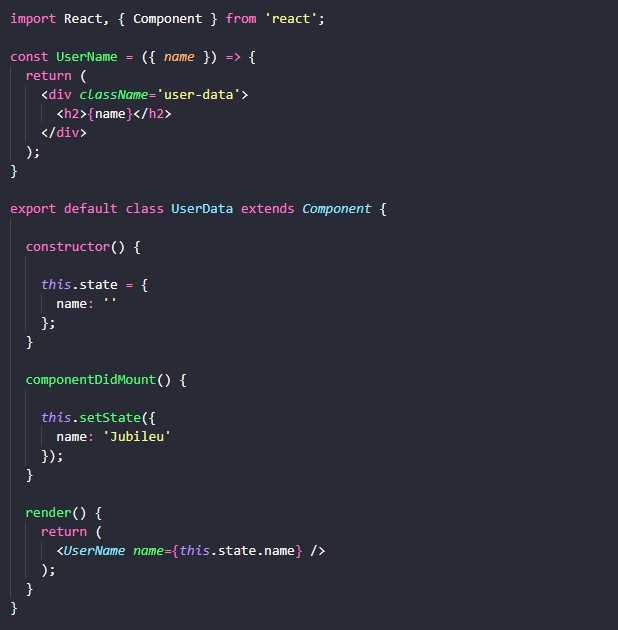 import React, { Component } from 'react';
const UserName = ({ name }) => {
return (
<div className='user-data'>
<h2>{name}</h2>
</div>
);
}
export default class UserData extends Component {
constructor() {
this.state = {
name: ''
};
}
componentDidMount() {
this.setState({
name: 'Jubileu'
});
}
render() {
return (
<UserName name={this.state.name} />
);
}
}